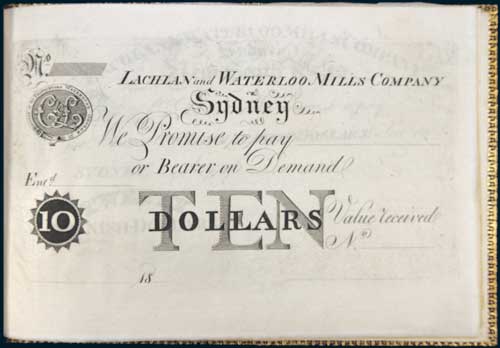 No.
LACHLAN and WATERLOO MILLS COMPANY
Sydney
We Promise to pay
or Bearer on Demand
Entd.
10
TEN
DOLLARS
Value received
No.
18